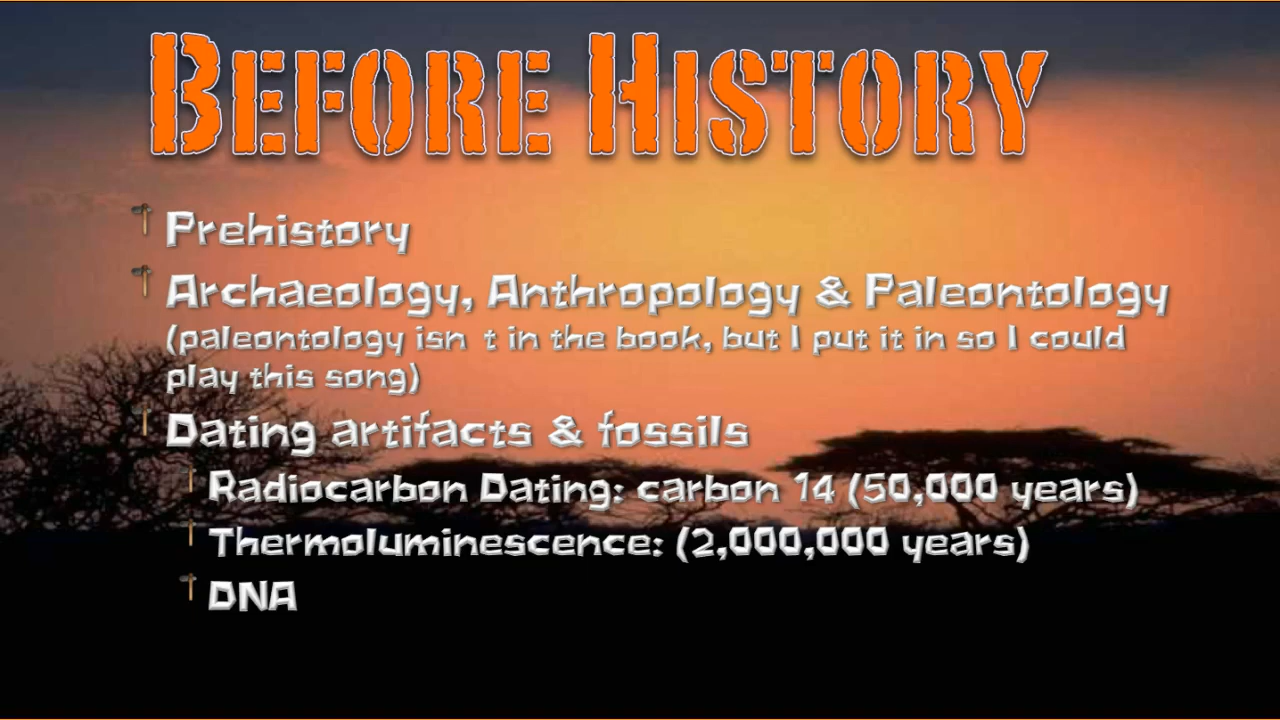 Before History
Prehistory
Archaeology, Anthropology & Paleontology
(paleontology isn t in the book, but I put it in so I could
play this song)
Dating artifacts & fossils
Radiocarbon Dating: carbon 14 (50,000 years)
Thermoluminescence: (2,000,000 years)
DNA